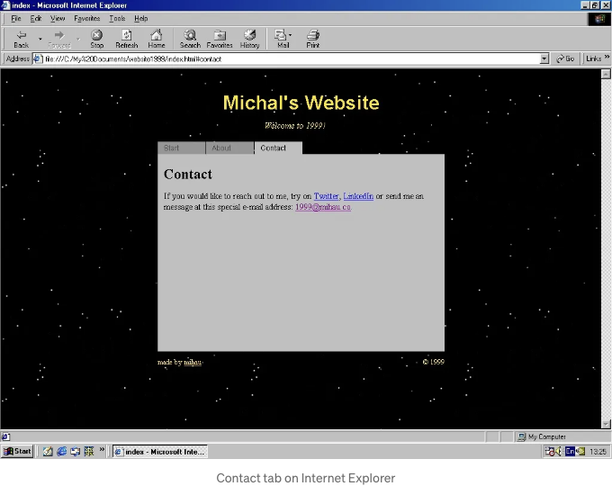 index - Microsoft Internet Explorer
File Edit View Favorites Tools Help
Back Forward Stop Refresh Home Search Favorites History Mail Print
Address file:///C:/My%20Documents/website1999/index.html#contact Go Links »
Michal's Website
Welcome to 1999!
Start About Contact
Contact
If you would like to reach out to me, try on Twitter, LinkedIn or send me an
message at this special e-mail address: 1999@mihau.co
made by mihau © 1999
My Computer
Start » index - Microsoft Inte... En 13:25
Contact tab on Internet Explorer